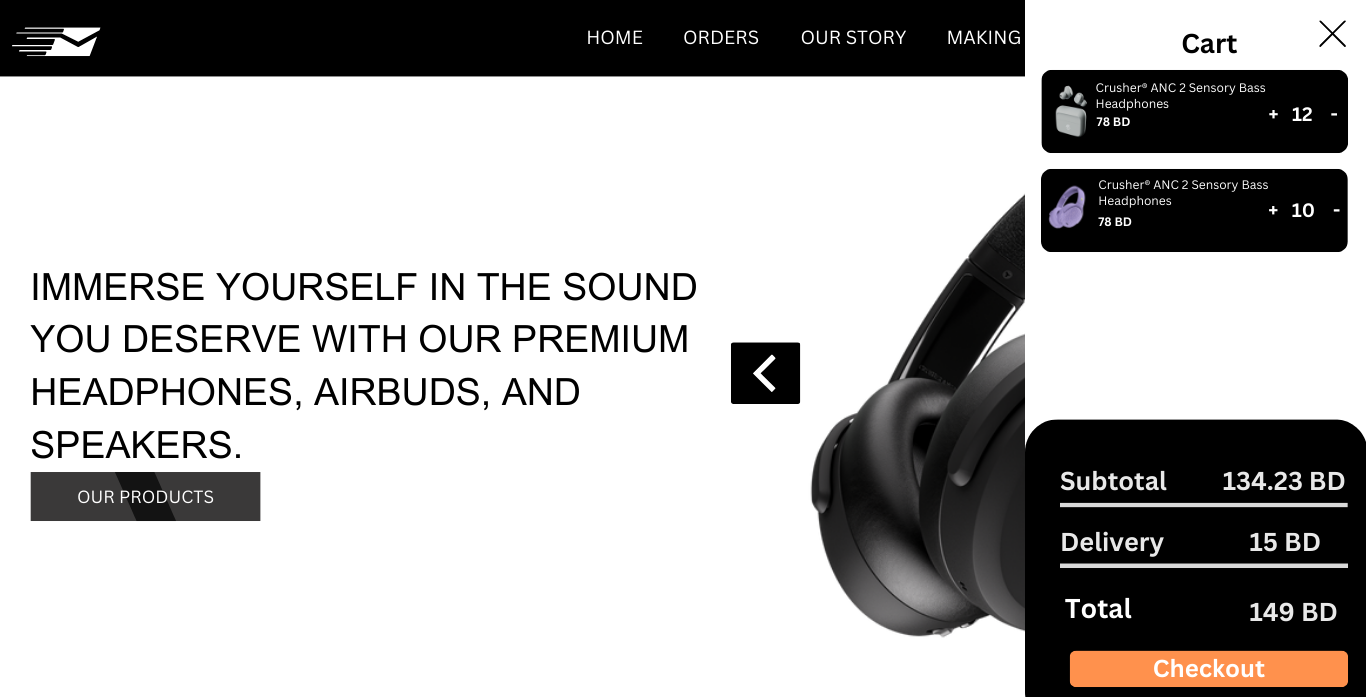 HOME ORDERS OUR STORY MAKING
IMMERSE YOURSELF IN THE SOUND
YOU DESERVE WITH OUR PREMIUM
HEADPHONES, AIRBUDS, AND
SPEAKERS.
OUR PRODUCTS
Cart
Crusher® ANC 2 Sensory Bass
Headphones
78 BD
+ 12 -
Crusher® ANC 2 Sensory Bass
Headphones
78 BD
+ 10 -
Subtotal 134.23 BD
Delivery 15 BD
Total 149 BD
Checkout